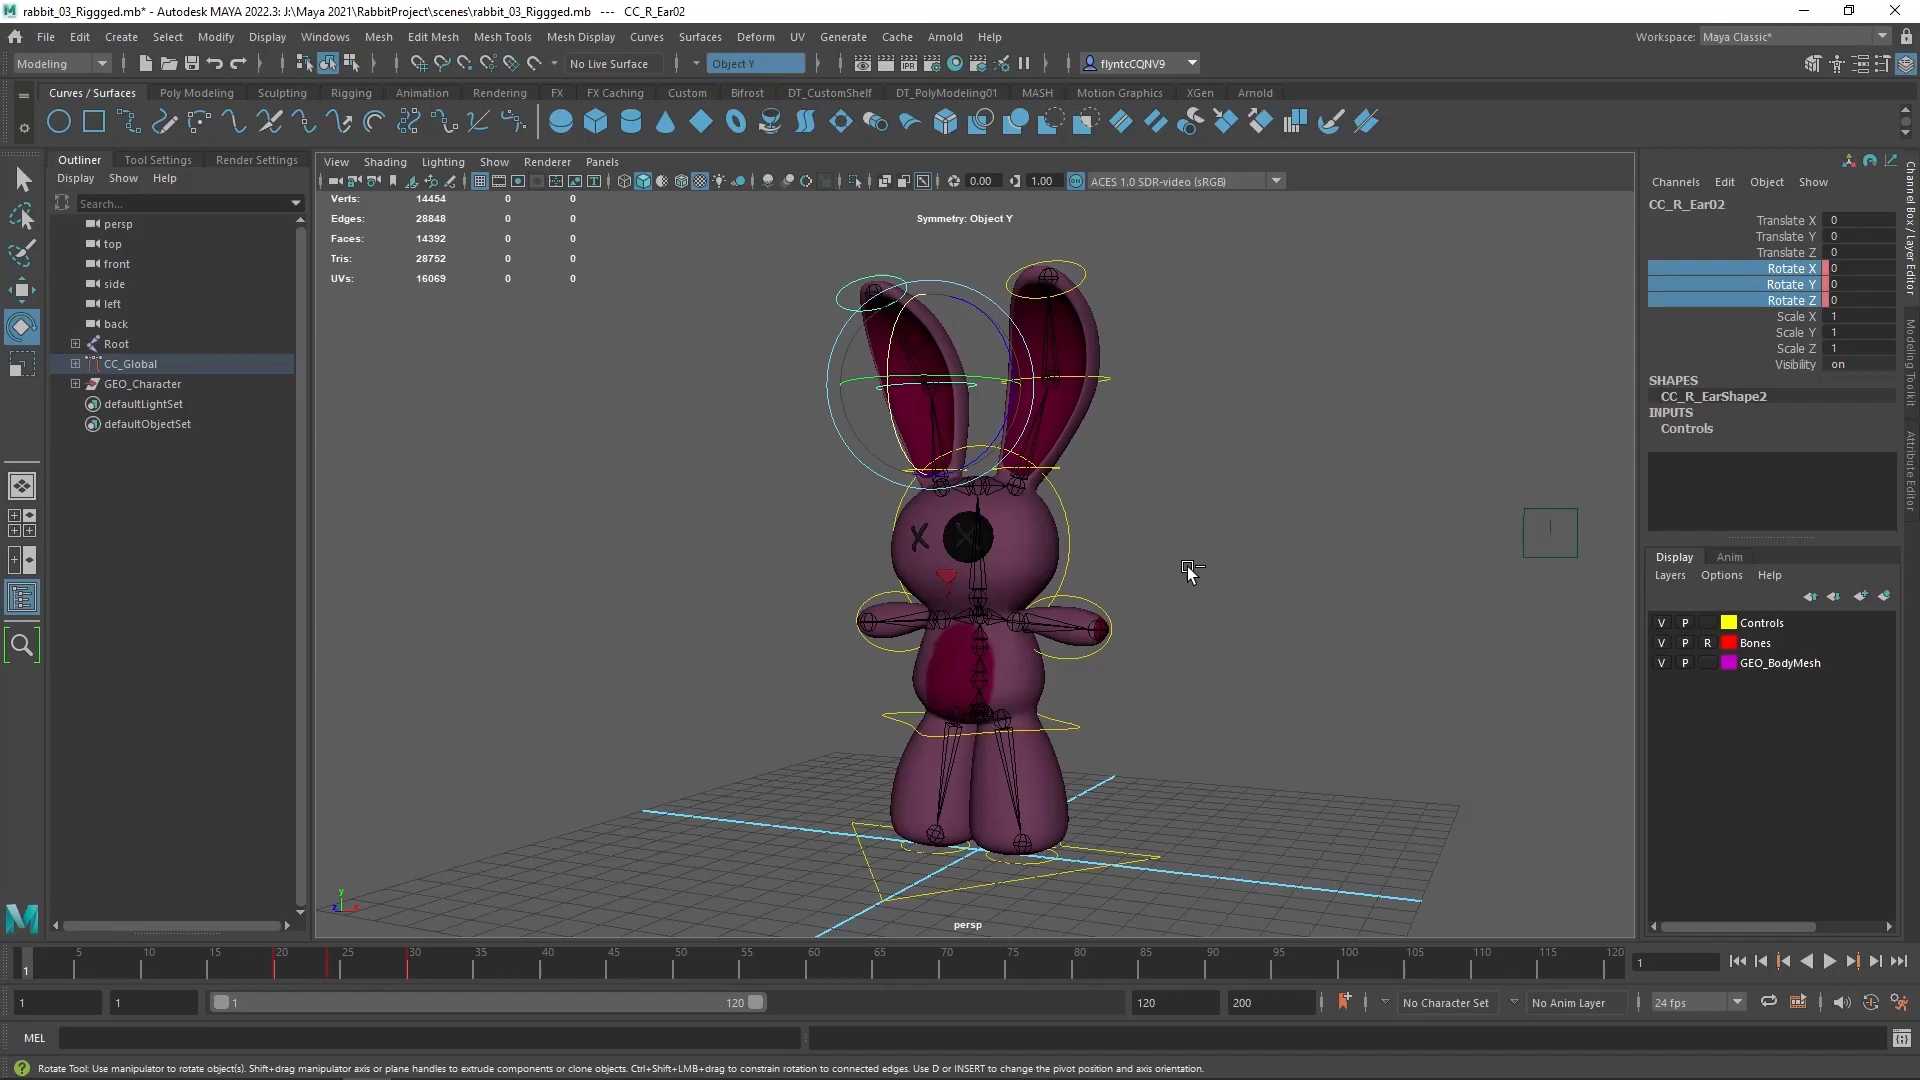 rabbit_03_Riggged.mb* - Autodesk MAYA 2022.3: J:\Maya 2021\RabbitProject\scenes\rabbit_03_Riggged.mb --- CC_R_Ear02
File Edit Create Select Modify Display Windows Mesh Edit Mesh Mesh Tools Mesh Display Curves Surfaces Deform UV Generate Cache Arnold Help Workspace: Maya Classic*
Modeling No Live Surface Object Y flyntcCQNV9
Curves / Surfaces Poly Modeling Sculpting Rigging Animation Rendering FX FX Caching Custom Bifrost DT_CustomShelf DT_PolyModeling01 MASH Motion Graphics XGen Arnold
Outliner Tool Settings Render Settings
Display Show Help
Search...
persp
top
front
side
left
back
Root
CC_Global
GEO_Character
defaultLightSet
defaultObjectSet
View Shading Lighting Show Renderer Panels
0.00 1.00 ACES 1.0 SDR-video (sRGB)
Verts: 14454 0 0
Edges: 28848 0 0
Faces: 14392 0 0
Tris: 28752 0 0
UVs: 16069 0 0
Symmetry: Object Y
y
z x
persp
Channels Edit Object Show
CC_R_Ear02
Translate X 0
Translate Y 0
Translate Z 0
Rotate X 0
Rotate Y 0
Rotate Z 0
Scale X 1
Scale Y 1
Scale Z 1
Visibility on
SHAPES
CC_R_EarShape2
INPUTS
Controls
Display Anim
Layers Options Help
V P Controls
V P R Bones
V P GEO_BodyMesh
Channel Box / Layer Editor
Modeling Toolkit
Attribute Editor
5 10 15 20 25 30 35 40 45 50 55 60 65 70 75 80 85 90 95 100 105 110 115 120
1 1
1 1 1 120 120 200 No Character Set No Anim Layer 24 fps
MEL
Rotate Tool: Use manipulator to rotate object(s). Shift+drag manipulator axis or plane handles to extrude components or clone objects. Ctrl+Shift+LMB+drag to constrain rotation to connected edges. Use D or INSERT to change the pivot position and axis orientation.